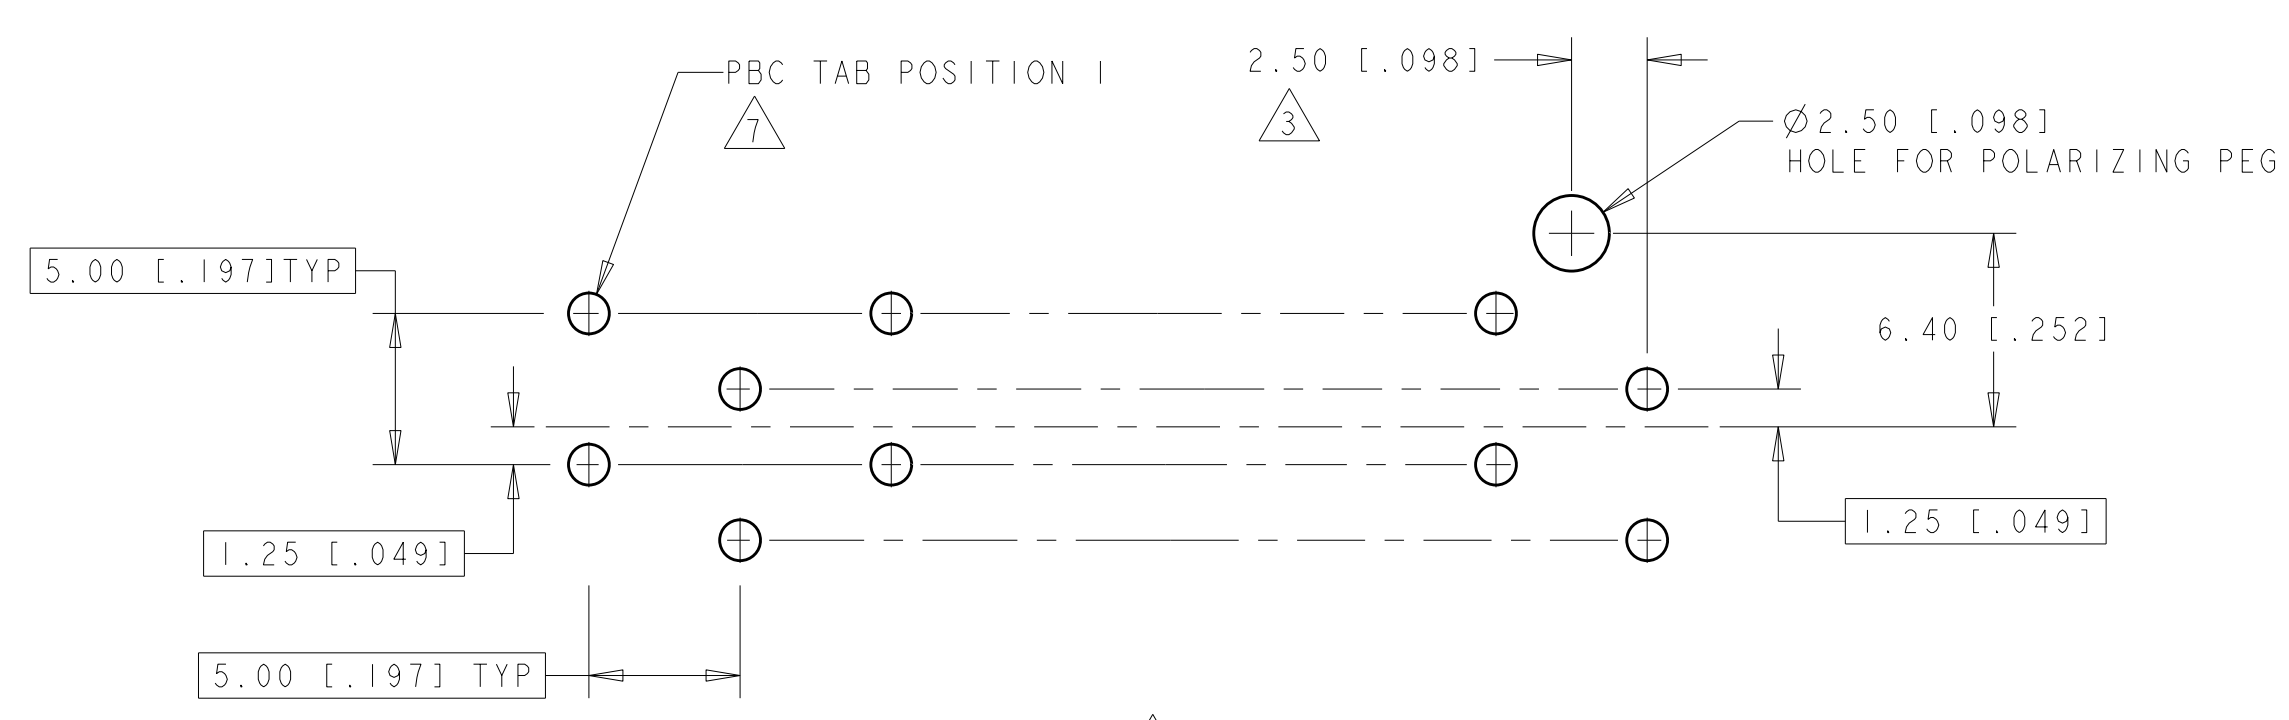 PBC TAB POSITION 1
7
2.50 [.098]
3
Ø2.50 [.098]
HOLE FOR POLARIZING PEG
5.00 [.197]TYP
6.40 [.252]
1.25 [.049]
1.25 [.049]
5.00 [.197] TYP